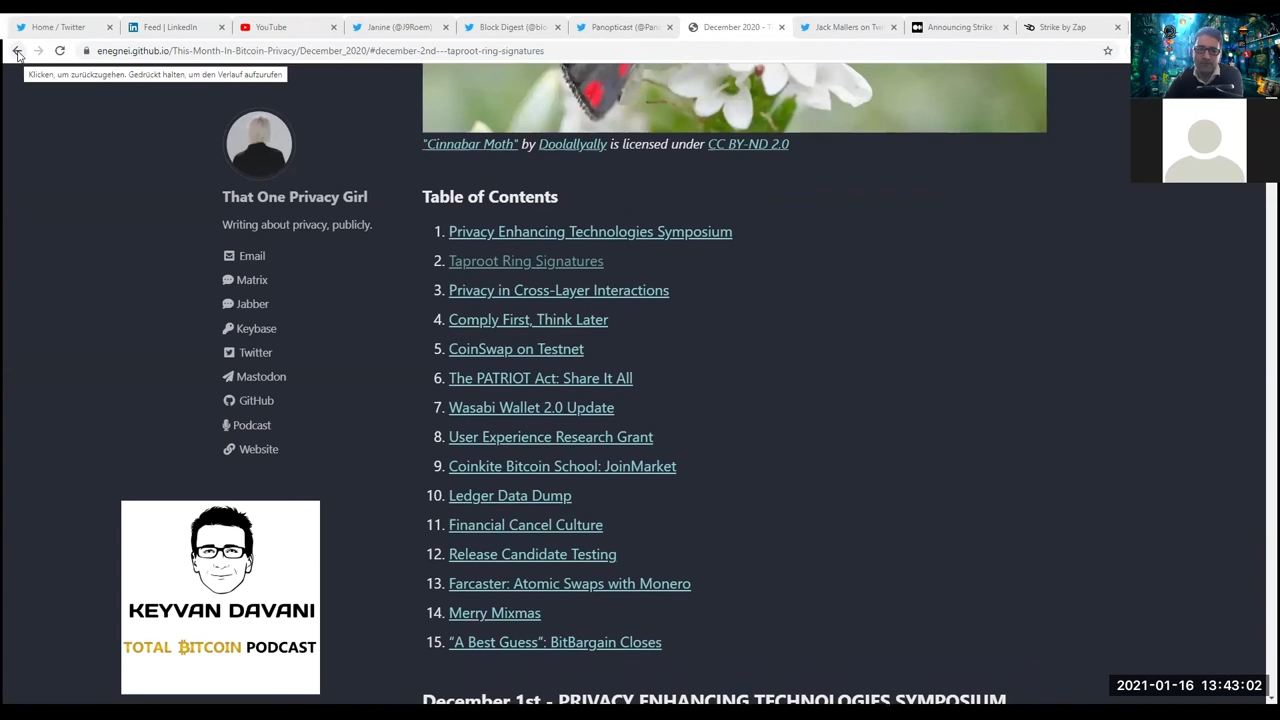 Home / Twitter
Feed | LinkedIn
YouTube
Janine (@J9Roem) |
Block Digest (@blo
Panopticast (@Pan
December 2020 - T
Jack Mallers on Tw
Announcing Strike
Strike by Zap
enegnei.github.io/This-Month-In-Bitcoin-Privacy/December_2020/#december-2nd---taproot-ring-signatures
Klicken, um zurückzugehen. Gedrückt halten, um den Verlauf aufzurufen
"Cinnabar Moth" by Doolallyally is licensed under CC BY-ND 2.0
That One Privacy Girl
Writing about privacy, publicly.
Email
Matrix
Jabber
Keybase
Twitter
Mastodon
GitHub
Podcast
Website
Table of Contents
1. Privacy Enhancing Technologies Symposium
2. Taproot Ring Signatures
3. Privacy in Cross-Layer Interactions
4. Comply First, Think Later
5. CoinSwap on Testnet
6. The PATRIOT Act: Share It All
7. Wasabi Wallet 2.0 Update
8. User Experience Research Grant
9. Coinkite Bitcoin School: JoinMarket
10. Ledger Data Dump
11. Financial Cancel Culture
12. Release Candidate Testing
13. Farcaster: Atomic Swaps with Monero
14. Merry Mixmas
15. “A Best Guess”: BitBargain Closes
December 1st - PRIVACY ENHANCING TECHNOLOGIES SYMPOSIUM
KEYVAN DAVANI
TOTAL ₿ITCOIN PODCAST
2021-01-16 13:43:02